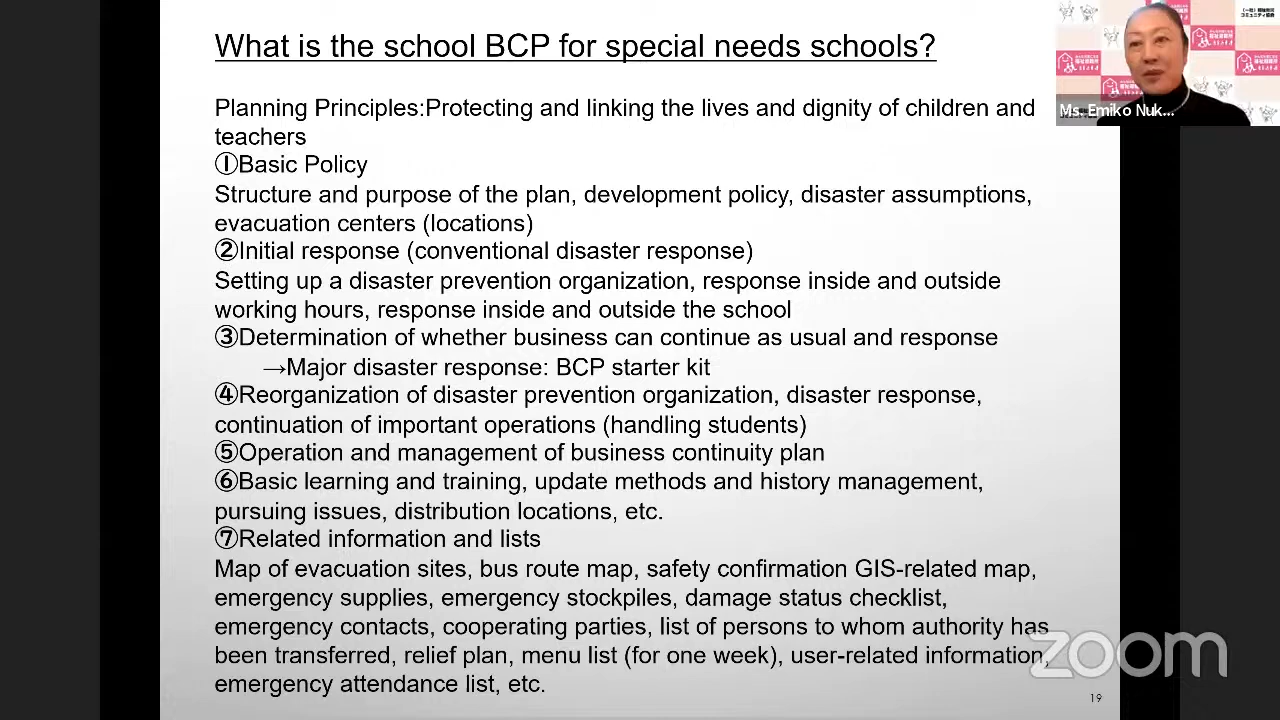 What is the school BCP for special needs schools?
Planning Principles:Protecting and linking the lives and dignity of children and
teachers
①Basic Policy
Structure and purpose of the plan, development policy, disaster assumptions,
evacuation centers (locations)
②Initial response (conventional disaster response)
Setting up a disaster prevention organization, response inside and outside
working hours, response inside and outside the school
③Determination of whether business can continue as usual and response
→Major disaster response: BCP starter kit
④Reorganization of disaster prevention organization, disaster response,
continuation of important operations (handling students)
⑤Operation and management of business continuity plan
⑥Basic learning and training, update methods and history management,
pursuing issues, distribution locations, etc.
⑦Related information and lists
Map of evacuation sites, bus route map, safety confirmation GIS-related map,
emergency supplies, emergency stockpiles, damage status checklist,
emergency contacts, cooperating parties, list of persons to whom authority has
been transferred, relief plan, menu list (for one week), user-related information,
emergency attendance list, etc.
19
Ms. Emiko Nuk...
zoom